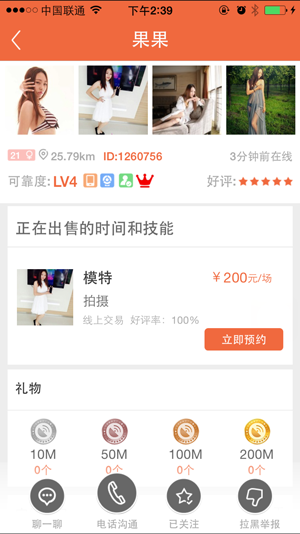 中国联通 下午2:39
果果
21 25.79km ID:1260756 3分钟前在线
可靠度: LV4 好评:
正在出售的时间和技能
模特 ￥200元/场
拍摄
线上交易 好评率：100%
立即预约
礼物
10M 50M 100M 200M
0个 0个 0个 0个
聊一聊 电话沟通 已关注 拉黑举报